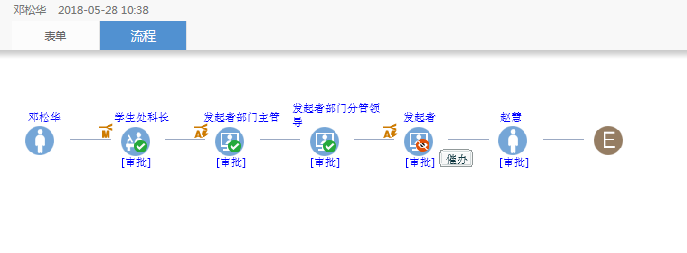 邓松华 2018-05-28 10:38
表单 流程
邓松华 学生处科长 发起者部门主管 发起者部门分管领
导 发起者 赵慧
M A A E
[审批] [审批] [审批] [审批] 催办 [审批]